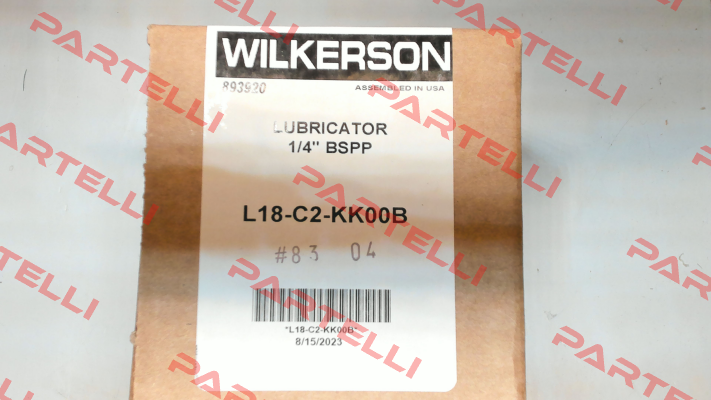 WILKERSON
893920 ASSEMBLED IN USA
LUBRICATOR
1/4" BSPP
L18-C2-KK00B
#83 04
*L18-C2-KK00B*
8/15/2023
PARTELLI
PARTELLI
PARTELLI
PARTELLI
PARTELLI
PARTELLI
PARTELLI
PARTELLI
PARTELLI